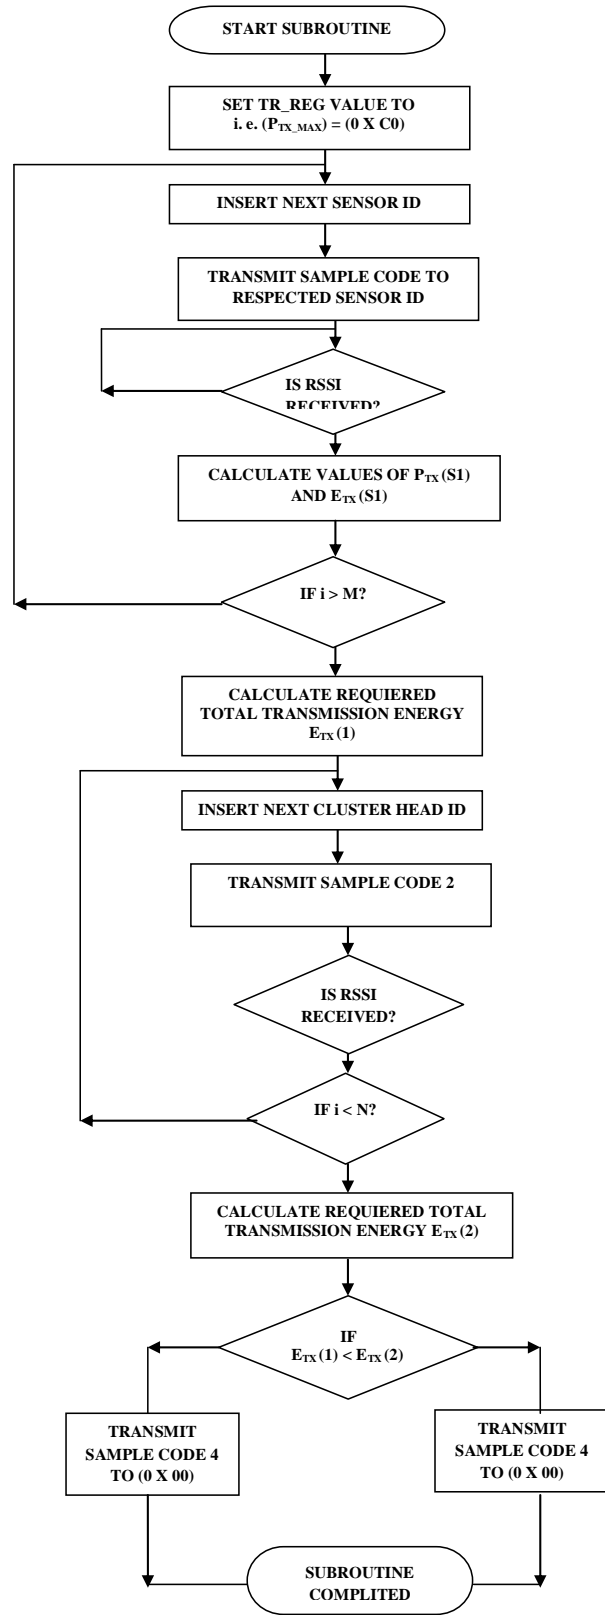 START SUBROUTINE
SET TR_REG VALUE TO
i. e. (PTX_MAX) = (0 X C0)
INSERT NEXT SENSOR ID
TRANSMIT SAMPLE CODE TO
RESPECTED SENSOR ID
IS RSSI
RECEIVED?
CALCULATE VALUES OF PTX (S1)
AND ETX (S1)
IF i > M?
CALCULATE REQUIERED
TOTAL TRANSMISSION ENERGY
ETX (1)
INSERT NEXT CLUSTER HEAD ID
TRANSMIT SAMPLE CODE 2
IS RSSI
RECEIVED?
IF i < N?
CALCULATE REQUIERED TOTAL
TRANSMISSION ENERGY ETX (2)
IF
ETX (1) < ETX (2)
TRANSMIT
SAMPLE CODE 4
TO (0 X 00)
TRANSMIT
SAMPLE CODE 4
TO (0 X 00)
SUBROUTINE
COMPLITED